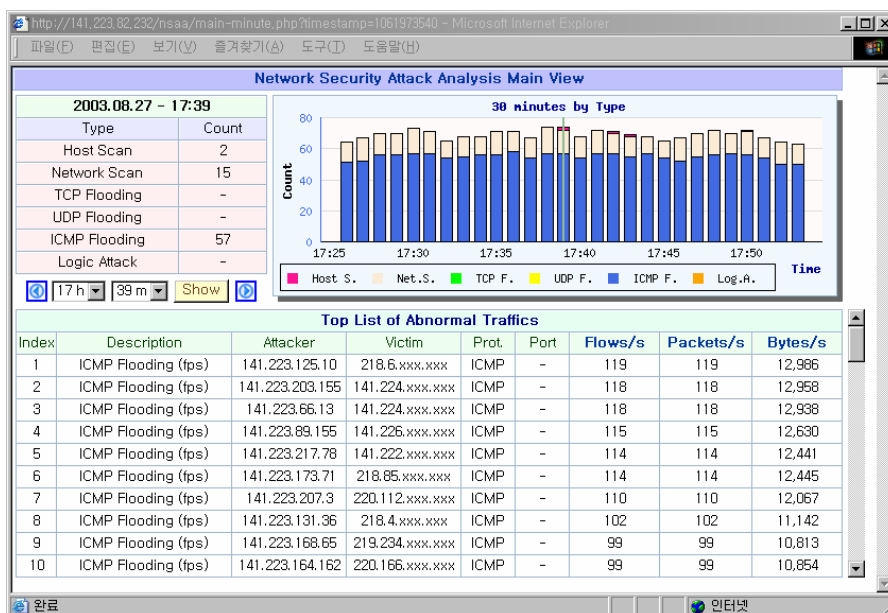 http://141,223,82,232/nsaa/main-minute,php?timestamp=1061973540 - Microsoft Internet Explorer
파일(F) 편집(E) 보기(V) 즐겨찾기(A) 도구(T) 도움말(H)
Network Security Attack Analysis Main View
2003.08.27 - 17:39
Type Count
Host Scan 2
Network Scan 15
TCP Flooding -
UDP Flooding -
ICMP Flooding 57
Logic Attack -
17 h 39 m Show
30 minutes by Type
Count
80
60
40
20
0
17:25 17:30 17:35 17:40 17:45 17:50
Time
Host S. Net.S. TCP F. UDP F. ICMP F. Log.A.
Top List of Abnormal Traffics
Index Description Attacker Victim Prot. Port Flows/s Packets/s Bytes/s
1 ICMP Flooding (fps) 141.223.125.10 218.6.xxx.xxx ICMP - 119 119 12,986
2 ICMP Flooding (fps) 141.223.203.155 141.224.xxx.xxx ICMP - 118 118 12,958
3 ICMP Flooding (fps) 141.223.66.13 141.224.xxx.xxx ICMP - 118 118 12,938
4 ICMP Flooding (fps) 141.223.89.155 141.226.xxx.xxx ICMP - 115 115 12,630
5 ICMP Flooding (fps) 141.223.217.78 141.222.xxx.xxx ICMP - 114 114 12,441
6 ICMP Flooding (fps) 141.223.173.71 218.85.xxx.xxx ICMP - 114 114 12,445
7 ICMP Flooding (fps) 141.223.207.3 220.112.xxx.xxx ICMP - 110 110 12,067
8 ICMP Flooding (fps) 141.223.131.36 218.4.xxx.xxx ICMP - 102 102 11,142
9 ICMP Flooding (fps) 141.223.168.65 219.234.xxx.xxx ICMP - 99 99 10,813
10 ICMP Flooding (fps) 141.223.164.162 220.166.xxx.xxx ICMP - 99 99 10,854
완료 인터넷